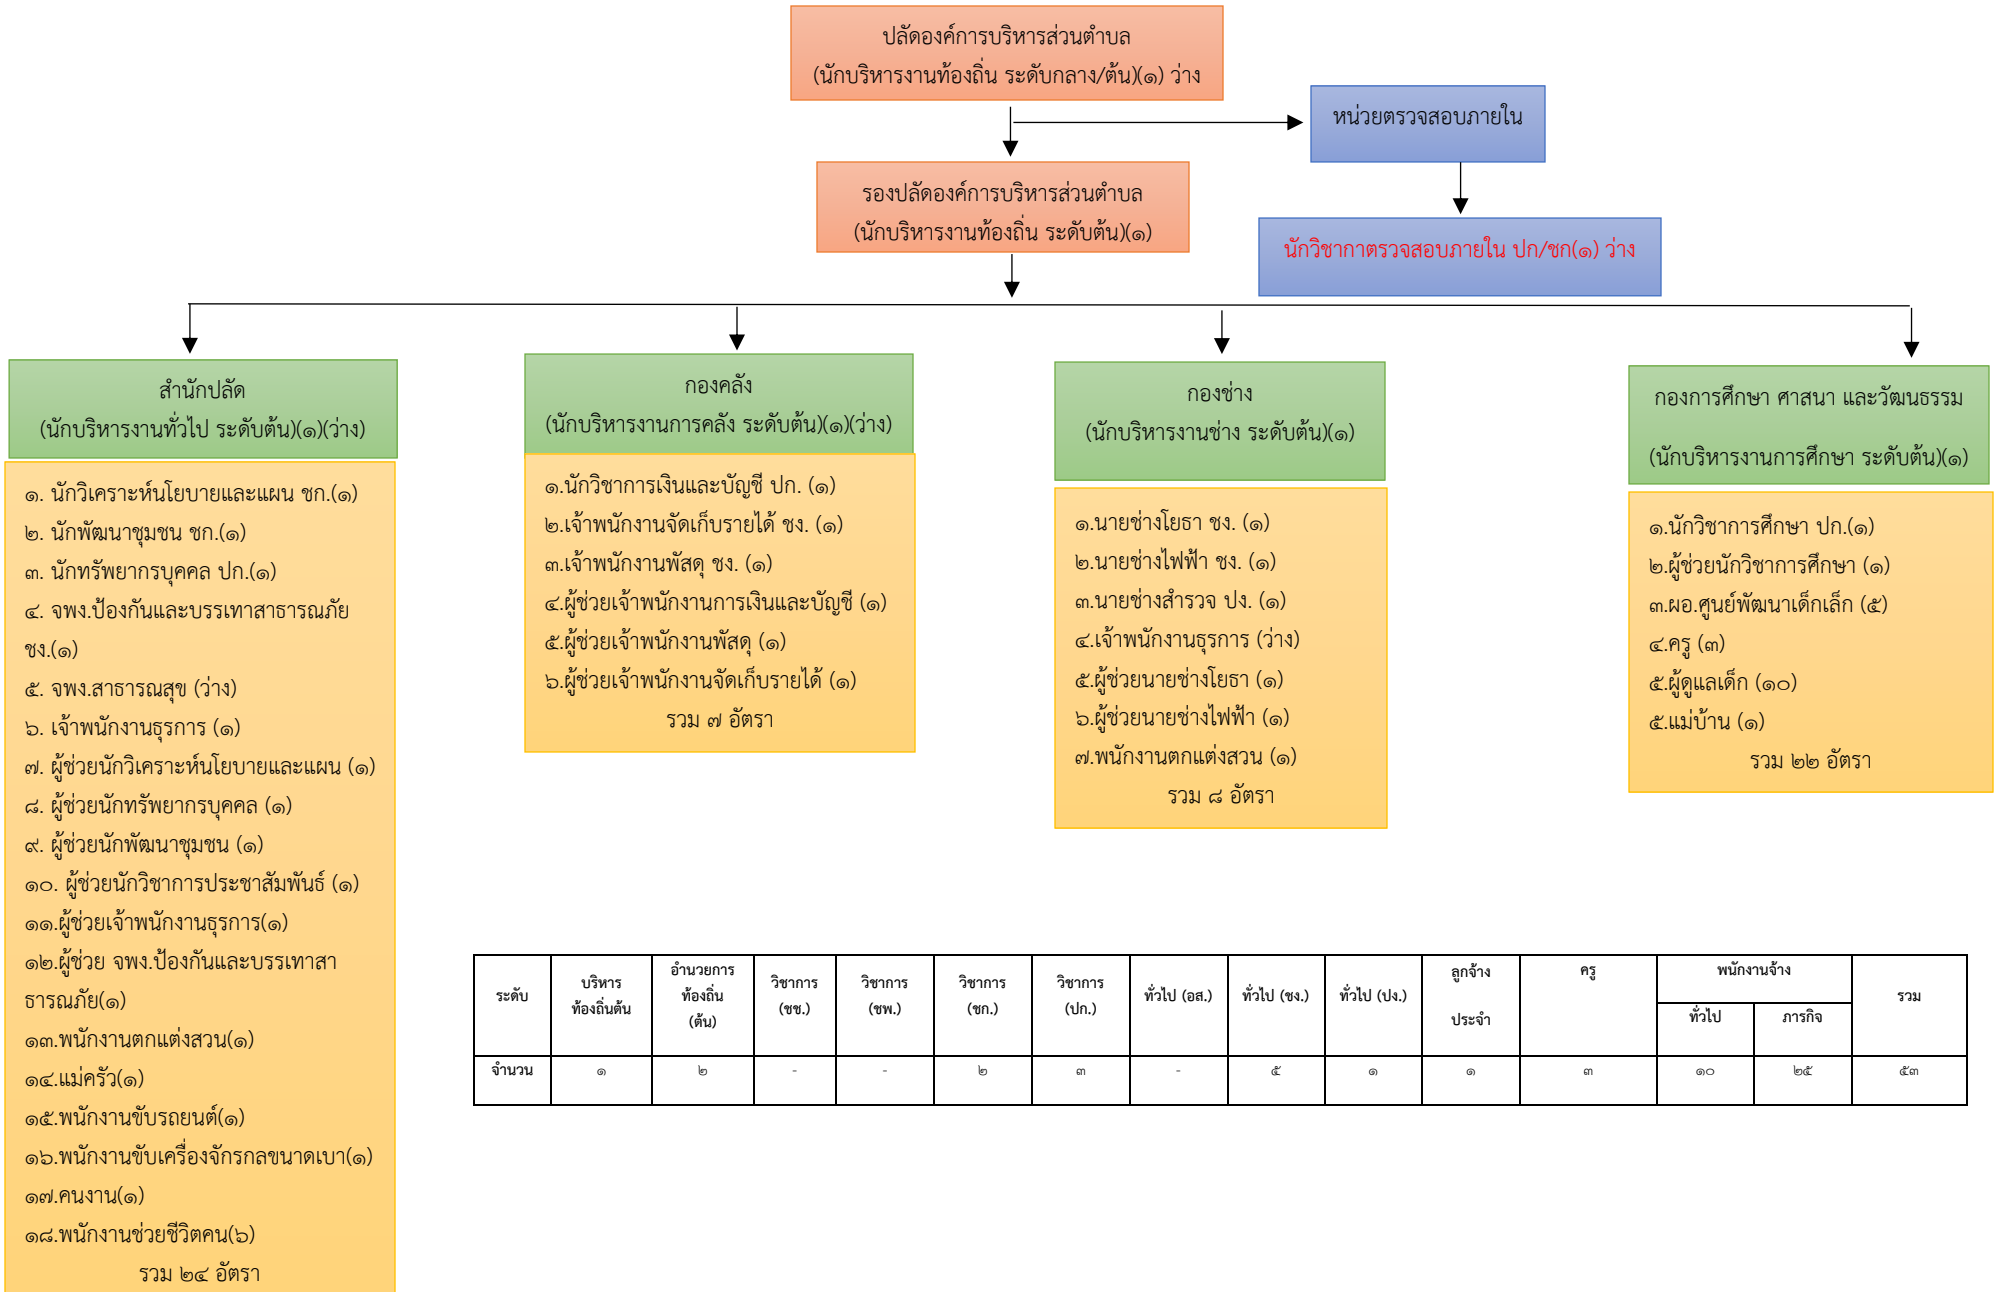 ปลัดองค์การบริหารส่วนตำบล
(นักบริหารงานท้องถิ่น ระดับกลาง/ต้น)(๑) ว่าง
หน่วยตรวจสอบภายใน
รองปลัดองค์การบริหารส่วนตำบล
(นักบริหารงานท้องถิ่น ระดับต้น)(๑)
นักวิชากาตรวจสอบภายใน ปก/ชก(๑) ว่าง
สำนักปลัด
(นักบริหารงานทั่วไป ระดับต้น)(๑)(ว่าง)
๑. นักวิเคราะห์นโยบายและแผน ชก.(๑)
๒. นักพัฒนาชุมชน ชก.(๑)
๓. นักทรัพยากรบุคคล ปก.(๑)
๔. จพง.ป้องกันและบรรเทาสาธารณภัย
ชง.(๑)
๕. จพง.สาธารณสุข (ว่าง)
๖. เจ้าพนักงานธุรการ (๑)
๗. ผู้ช่วยนักวิเคราะห์นโยบายและแผน (๑)
๘. ผู้ช่วยนักทรัพยากรบุคคล (๑)
๙. ผู้ช่วยนักพัฒนาชุมชน (๑)
๑๐. ผู้ช่วยนักวิชาการประชาสัมพันธ์ (๑)
๑๑.ผู้ช่วยเจ้าพนักงานธุรการ(๑)
๑๒.ผู้ช่วย จพง.ป้องกันและบรรเทาสา
ธารณภัย(๑)
๑๓.พนักงานตกแต่งสวน(๑)
๑๔.แม่ครัว(๑)
๑๕.พนักงานขับรถยนต์(๑)
๑๖.พนักงานขับเครื่องจักรกลขนาดเบา(๑)
๑๗.คนงาน(๑)
๑๘.พนักงานช่วยชีวิตคน(๖)
รวม ๒๔ อัตรา
กองคลัง
(นักบริหารงานการคลัง ระดับต้น)(๑)(ว่าง)
๑.นักวิชาการเงินและบัญชี ปก. (๑)
๒.เจ้าพนักงานจัดเก็บรายได้ ชง. (๑)
๓.เจ้าพนักงานพัสดุ ชง. (๑)
๔.ผู้ช่วยเจ้าพนักงานการเงินและบัญชี (๑)
๕.ผู้ช่วยเจ้าพนักงานพัสดุ (๑)
๖.ผู้ช่วยเจ้าพนักงานจัดเก็บรายได้ (๑)
รวม ๗ อัตรา
กองช่าง
(นักบริหารงานช่าง ระดับต้น)(๑)
๑.นายช่างโยธา ชง. (๑)
๒.นายช่างไฟฟ้า ชง. (๑)
๓.นายช่างสำรวจ ปง. (๑)
๔.เจ้าพนักงานธุรการ (ว่าง)
๕.ผู้ช่วยนายช่างโยธา (๑)
๖.ผู้ช่วยนายช่างไฟฟ้า (๑)
๗.พนักงานตกแต่งสวน (๑)
รวม ๘ อัตรา
กองการศึกษา ศาสนา และวัฒนธรรม
(นักบริหารงานการศึกษา ระดับต้น)(๑)
๑.นักวิชาการศึกษา ปก.(๑)
๒.ผู้ช่วยนักวิชาการศึกษา (๑)
๓.ผอ.ศูนย์พัฒนาเด็กเล็ก (๕)
๔.ครู (๓)
๕.ผู้ดูแลเด็ก (๑๐)
๕.แม่บ้าน (๑)
รวม ๒๒ อัตรา
ระดับ
บริหาร
ท้องถิ่นต้น
อำนวยการ
ท้องถิ่น
(ต้น)
วิชาการ
(ชช.)
วิชาการ
(ชพ.)
วิชาการ
(ชก.)
วิชาการ
(ปก.)
ทั่วไป (อส.)
ทั่วไป (ชง.)
ทั่วไป (ปง.)
ลูกจ้าง
ประจำ
ครู
พนักงานจ้าง
ทั่วไป
ภารกิจ
รวม
จำนวน ๑ ๒ - - ๒ ๓ - ๕ ๑ ๑ ๓ ๑๐ ๒๕ ๕๓